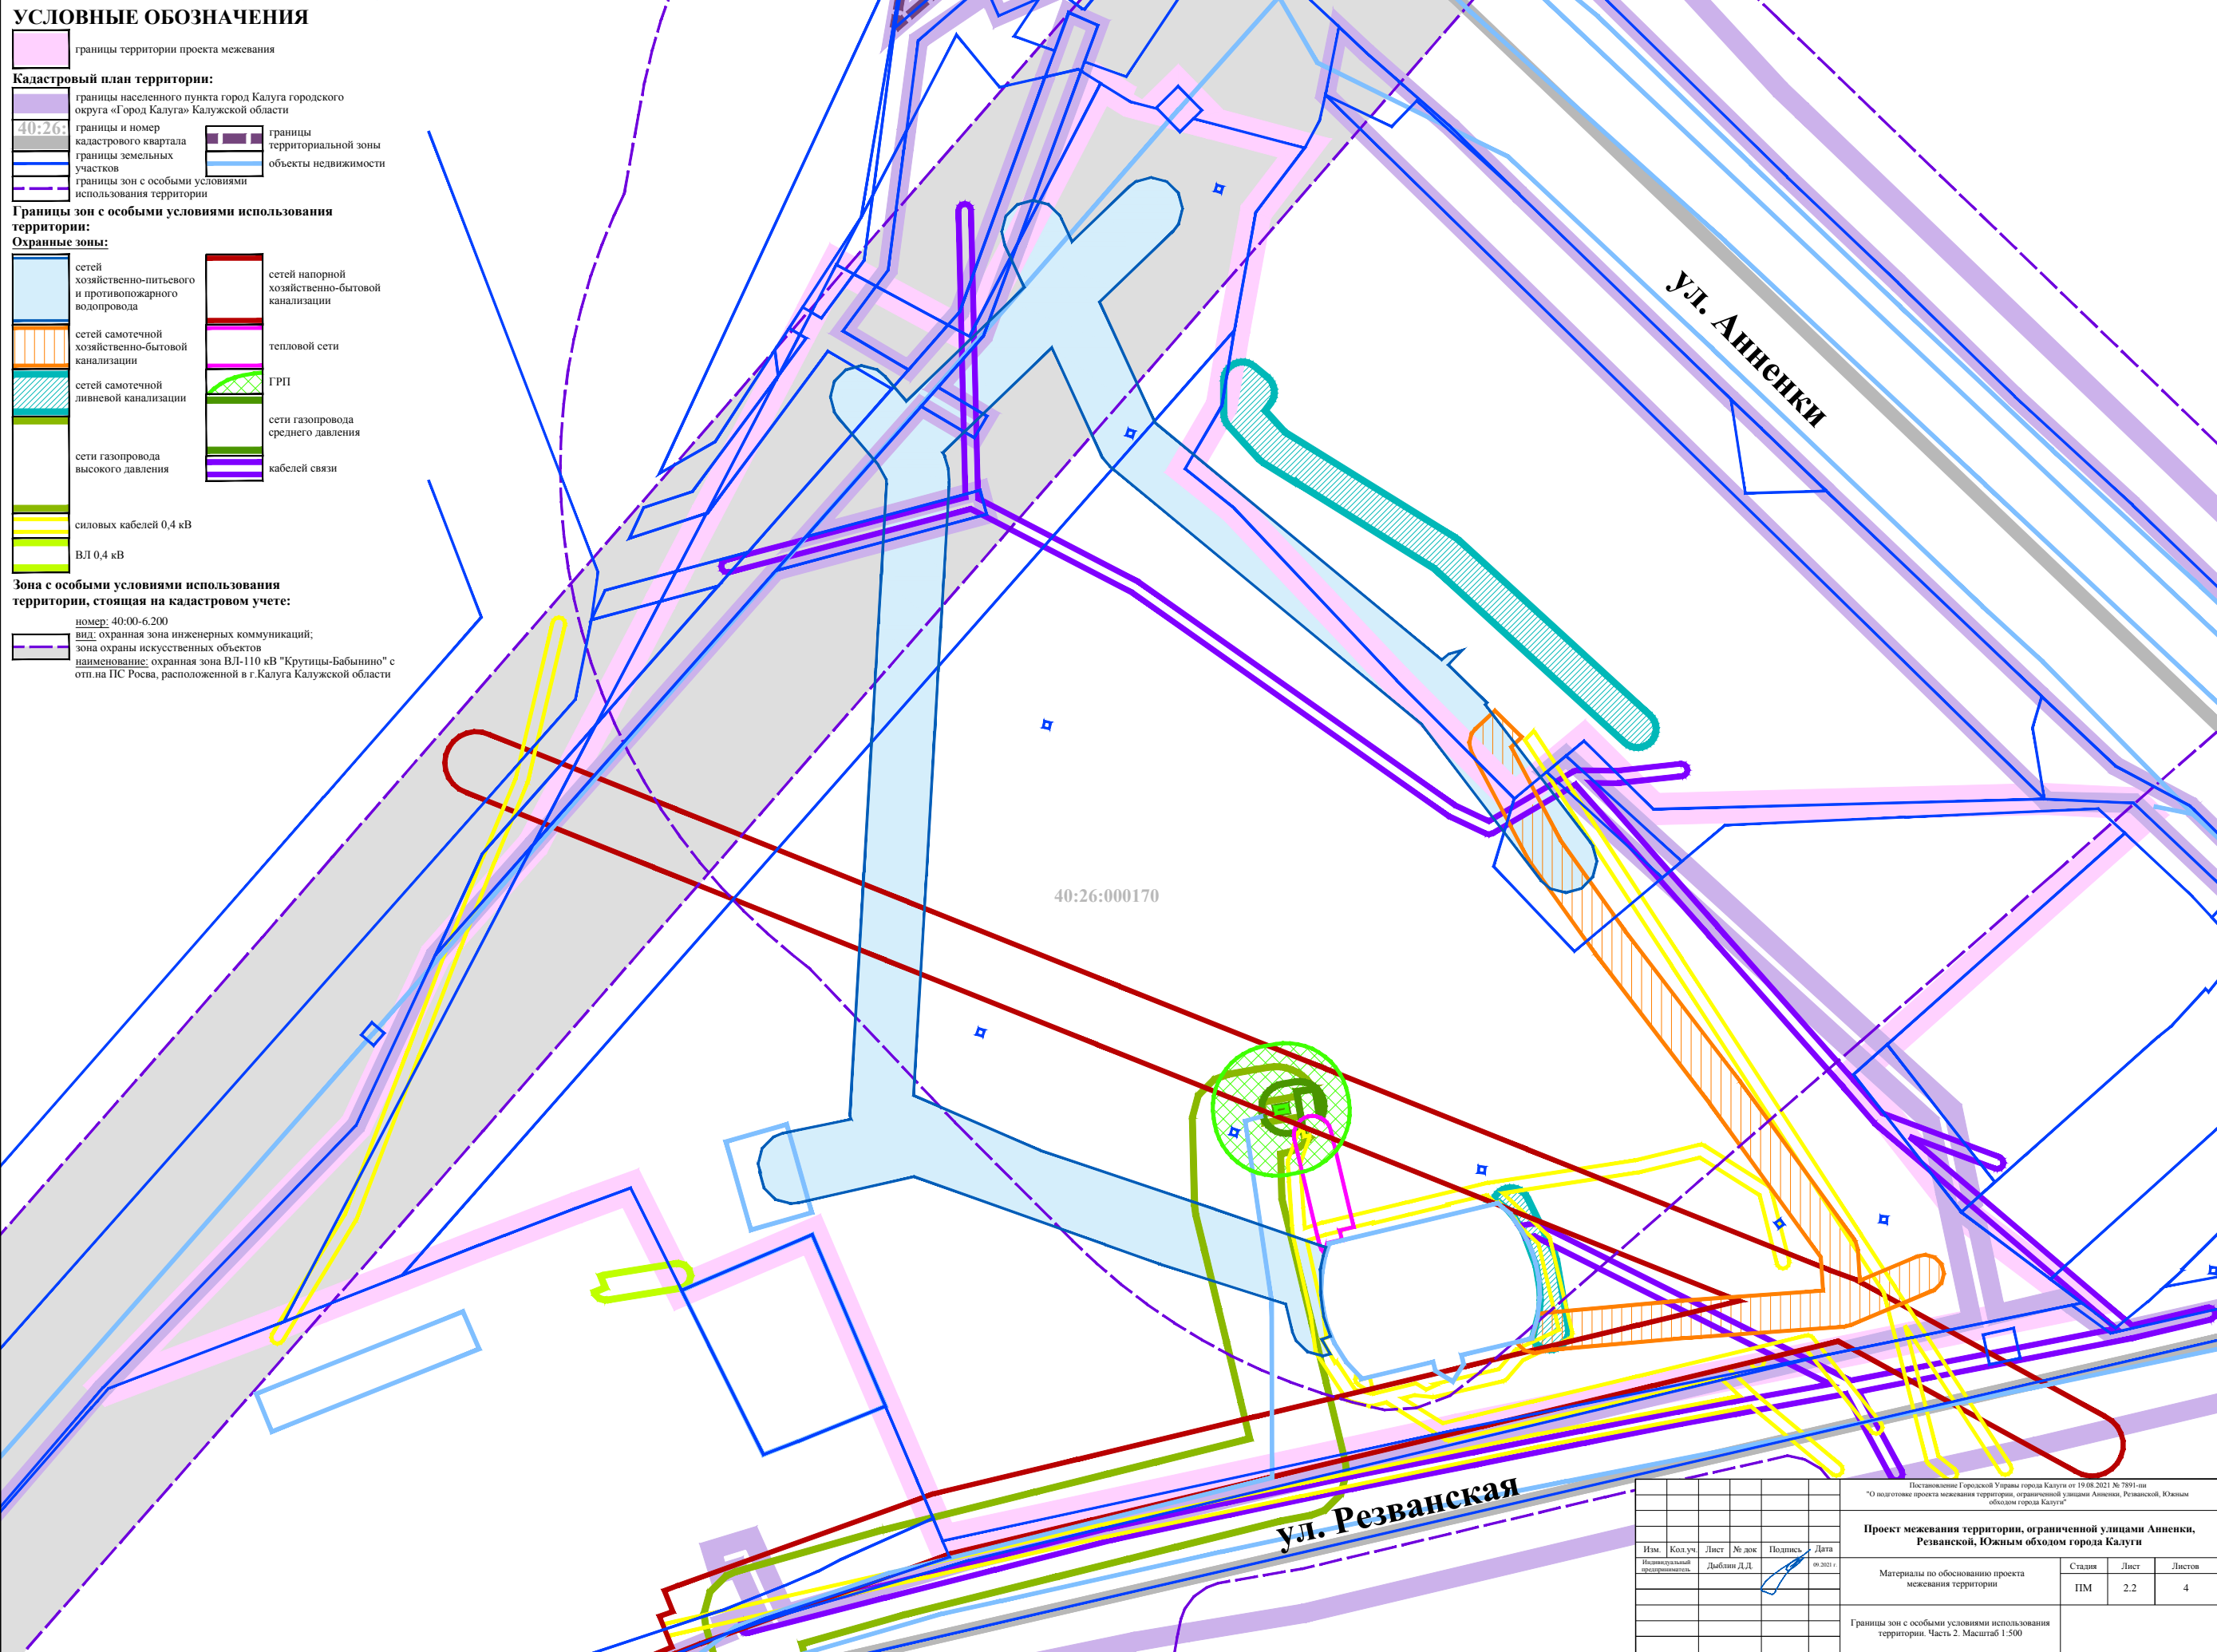 УСЛОВНЫЕ ОБОЗНАЧЕНИЯ
границы территории проекта межевания
Кадастровый план территории:
границы населенного пункта город Калуга городского
округа «Город Калуга» Калужской области
40:26:
границы и номер
кадастрового квартала
границы
территориальной зоны
границы земельных
участков
объекты недвижимости
границы зон с особыми условиями
использования территории
Границы зон с особыми условиями использования
территории:
Охранные зоны:
сетей
хозяйственно-питьевого
и противопожарного
водопровода
сетей напорной
хозяйственно-бытовой
канализации
сетей самотечной
хозяйственно-бытовой
канализации
тепловой сети
сетей самотечной
ливневой канализации
ГРП
сети газопровода
среднего давления
сети газопровода
высокого давления
кабелей связи
силовых кабелей 0,4 кВ
ВЛ 0,4 кВ
Зона с особыми условиями использования
территории, стоящая на кадастровом учете:
номер: 40:00-6.200
вид: охранная зона инженерных коммуникаций;
зона охраны искусственных объектов
наименование: охранная зона ВЛ-110 кВ "Крутицы-Бабынино" с
отп.на ПС Росва, расположенной в г.Калуга Калужской области
ул. Анненки
40:26:000170
ул. Резванская
Постановление Городской Управы города Калуги от 19.08.2021 № 7891-пи
"О подготовке проекта межевания территории, ограниченной улицами Анненки, Резванской, Южным
обходом города Калуги"
Проект межевания территории, ограниченной улицами Анненки,
Резванской, Южным обходом города Калуги
Изм. Кол.уч. Лист № док Подпись Дата
Индивидуальный
предприниматель
Дыблин Д.Д.
09.2021 г.
Материалы по обоснованию проекта
межевания территории
Стадия Лист Листов
ПМ 2.2 4
Границы зон с особыми условиями использования
территории. Часть 2. Масштаб 1:500